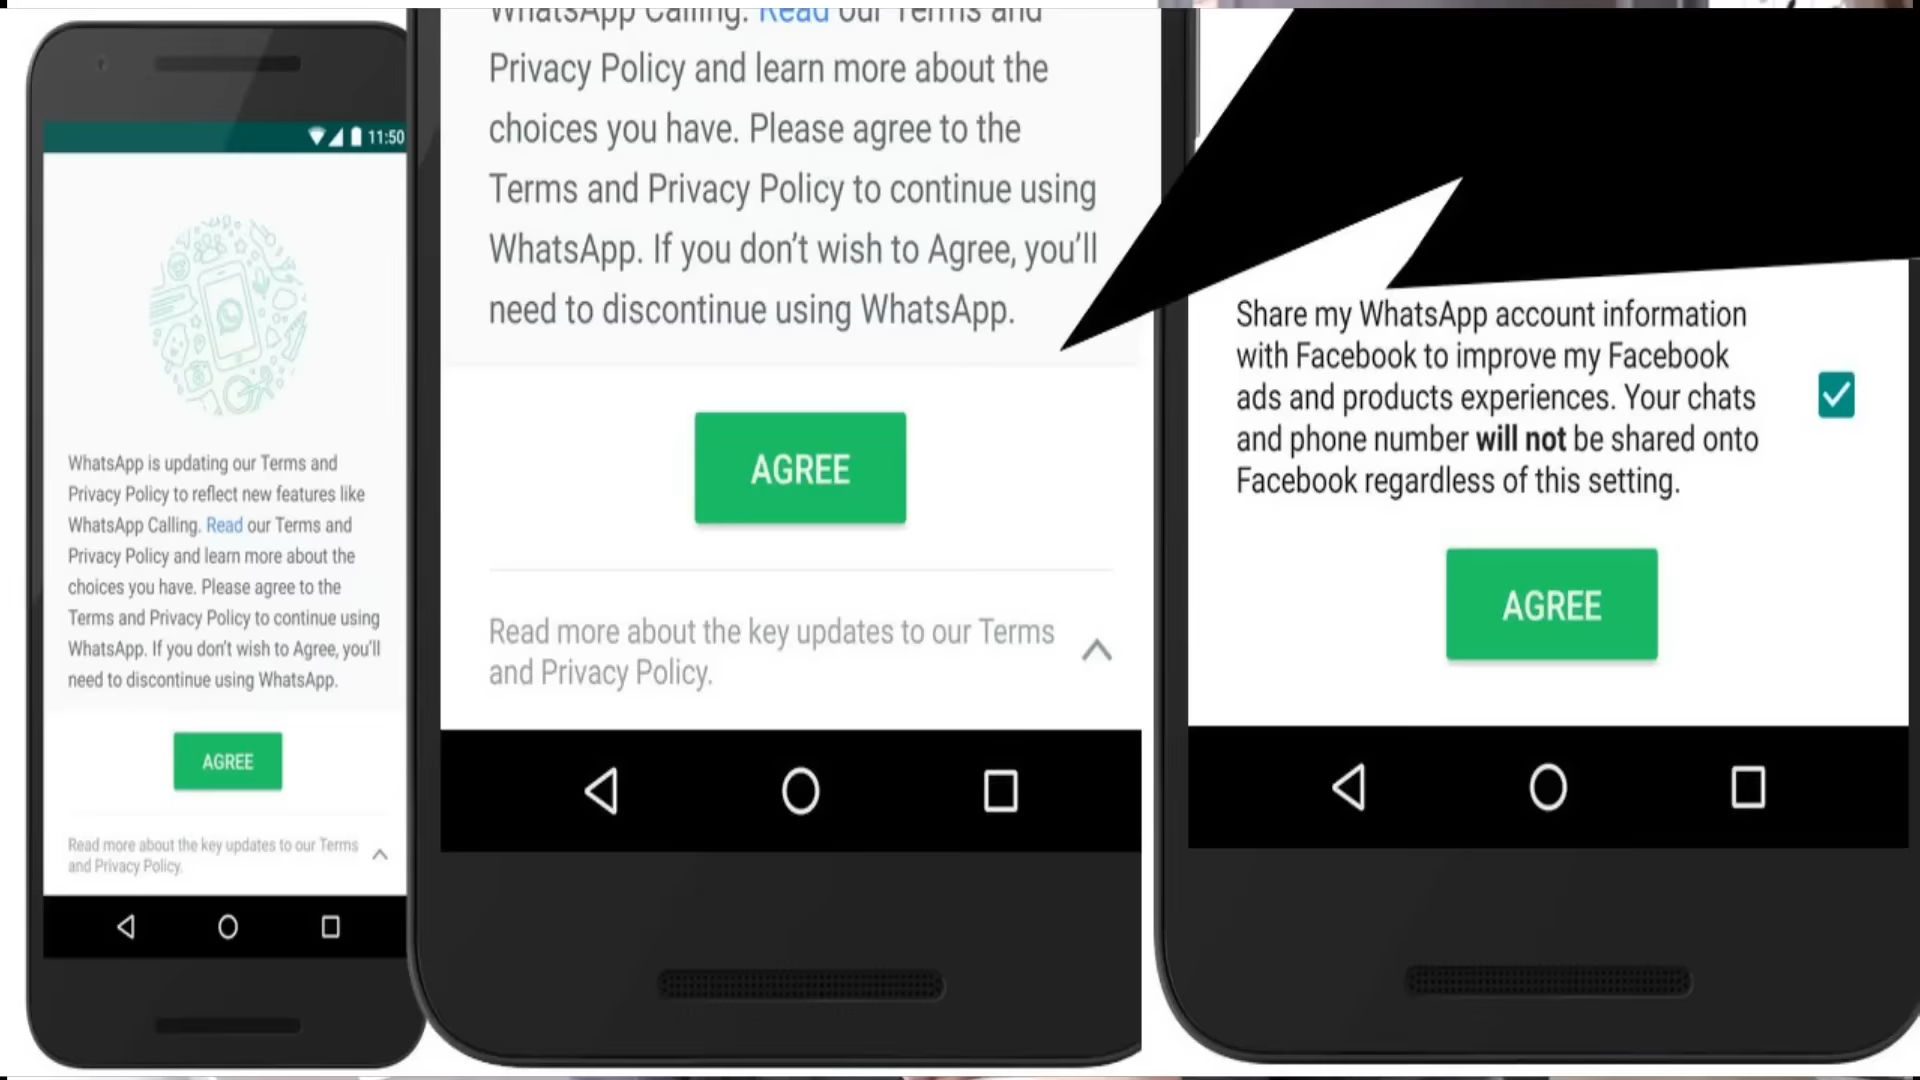 11:50
WhatsApp is updating our Terms and
Privacy Policy to reflect new features like
WhatsApp Calling. Read our Terms and
Privacy Policy and learn more about the
choices you have. Please agree to the
Terms and Privacy Policy to continue using
WhatsApp. If you don’t wish to Agree, you’ll
need to discontinue using WhatsApp.
AGREE
Read more about the key updates to our Terms
and Privacy Policy.
WhatsApp Calling. Read our Terms and
Privacy Policy and learn more about the
choices you have. Please agree to the
Terms and Privacy Policy to continue using
WhatsApp. If you don’t wish to Agree, you’ll
need to discontinue using WhatsApp.
AGREE
Read more about the key updates to our Terms
and Privacy Policy.
Share my WhatsApp account information
with Facebook to improve my Facebook
ads and products experiences. Your chats
and phone number will not be shared onto
Facebook regardless of this setting.
AGREE